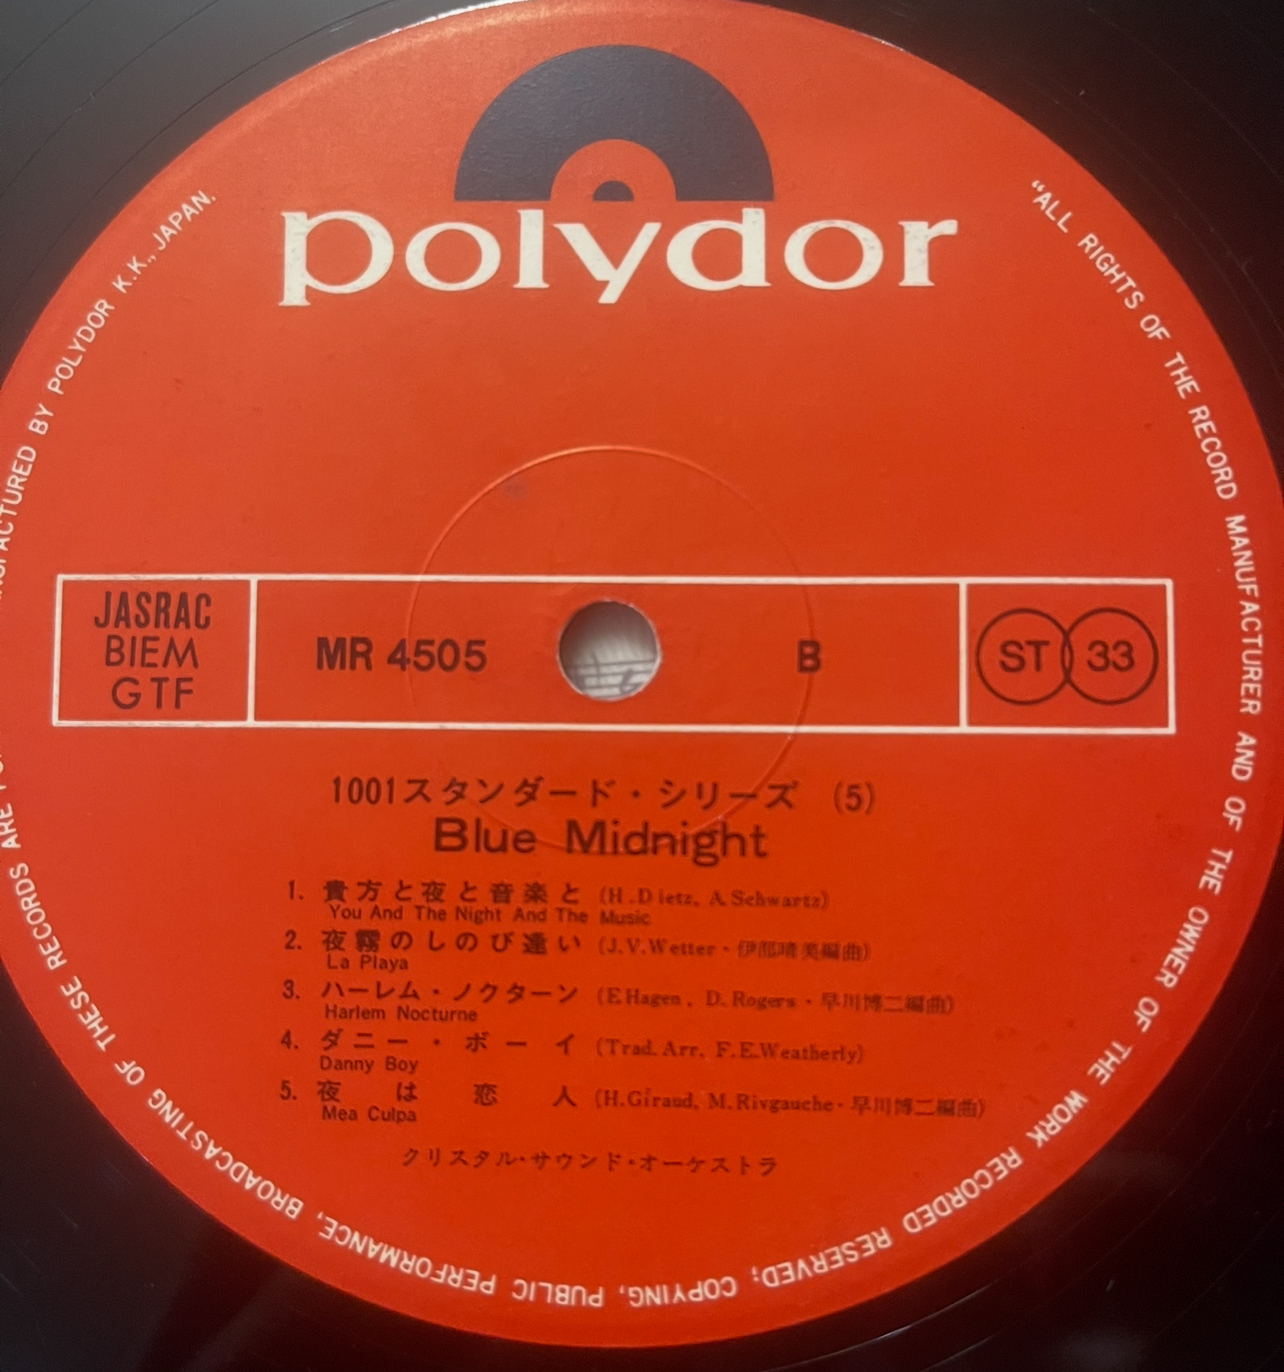 polydor
JASRAC
BIEM
GTF
MR 4505
B
ST 33
1001スタンダード・シリーズ (5)
Blue Midnight
1. 貴方と夜と音楽と (H.Dietz, A.Schwartz)
You And The Night And The Music
2. 夜霧のしのび逢い (J.V.Wetter・伊部晴美編曲)
La Playa
3. ハーレム・ノクターン (E.Hagen, D.Rogers・早川博二編曲)
Harlem Nocturne
4. ダニー・ボーイ (Trad. Arr. F.E.Weatherly)
Danny Boy
5. 夜は恋人 (H.Giraud, M.Rivgauche・早川博二編曲)
Mea Culpa
クリスタル・サウンド・オーケストラ
"ALL RIGHTS OF THE RECORD MANUFACTURER AND OF THE OWNER OF THE WORK RECORDED RESERVED; COPYING, PUBLIC PERFORMANCE, BROADCASTING OF THESE RECORDS ARE
BY POLYDOR K.K., JAPAN.